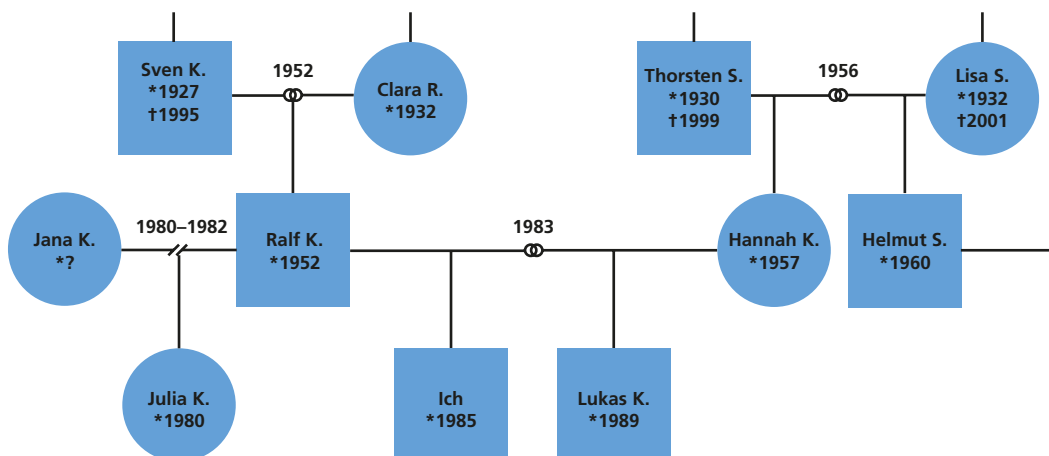 Sven K.
*1927
†1995
1952
Clara R.
*1932
Thorsten S.
*1930
†1999
1956
Lisa S.
*1932
†2001
Jana K.
*?
1980–1982
Ralf K.
*1952
1983
Hannah K.
*1957
Helmut S.
*1960
Julia K.
*1980
Ich
*1985
Lukas K.
*1989